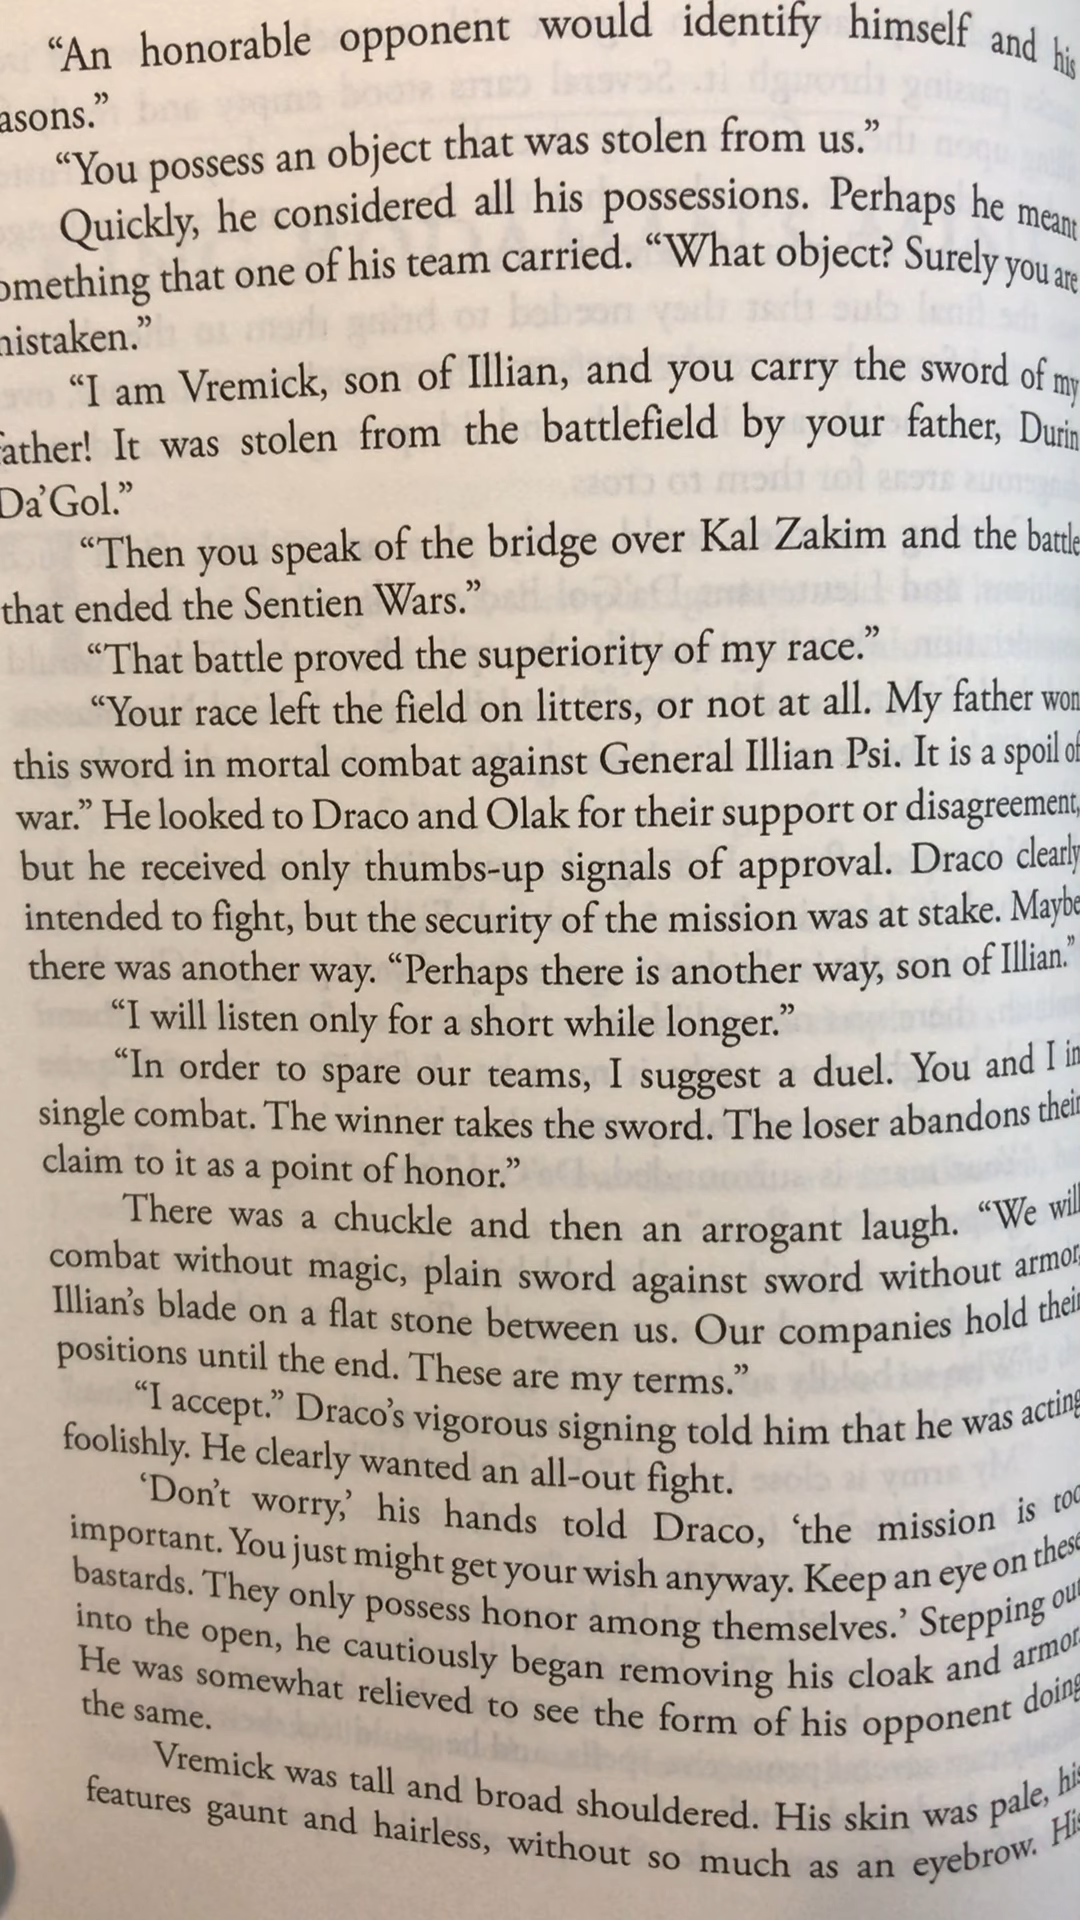 “An honorable opponent would identify himself and his
asons.”
“You possess an object that was stolen from us.”
Quickly, he considered all his possessions. Perhaps he meant
omething that one of his team carried. “What object? Surely you are
nistaken.”
“I am Vremick, son of Illian, and you carry the sword of my
ather! It was stolen from the battlefield by your father, Durin
Da’Gol.”
“Then you speak of the bridge over Kal Zakim and the battle
that ended the Sentien Wars.”
“That battle proved the superiority of my race.”
“Your race left the field on litters, or not at all. My father won
this sword in mortal combat against General Illian Psi. It is a spoil of
war.” He looked to Draco and Olak for their support or disagreement,
but he received only thumbs-up signals of approval. Draco clearly
intended to fight, but the security of the mission was at stake. Maybe
there was another way. “Perhaps there is another way, son of Illian.”
“I will listen only for a short while longer.”
“In order to spare our teams, I suggest a duel. You and I in
single combat. The winner takes the sword. The loser abandons their
claim to it as a point of honor.”
There was a chuckle and then an arrogant laugh. “We will
combat without magic, plain sword against sword without armor,
Illian’s blade on a flat stone between us. Our companies hold their
positions until the end. These are my terms.”
“I accept.” Draco’s vigorous signing told him that he was acting
foolishly. He clearly wanted an all-out fight.
‘Don’t worry,’ his hands told Draco, ‘the mission is too
important. You just might get your wish anyway. Keep an eye on these
bastards. They only possess honor among themselves.’ Stepping out
into the open, he cautiously began removing his cloak and armor.
He was somewhat relieved to see the form of his opponent doing
the same.
Vremick was tall and broad shouldered. His skin was pale, his
features gaunt and hairless, without so much as an eyebrow. His